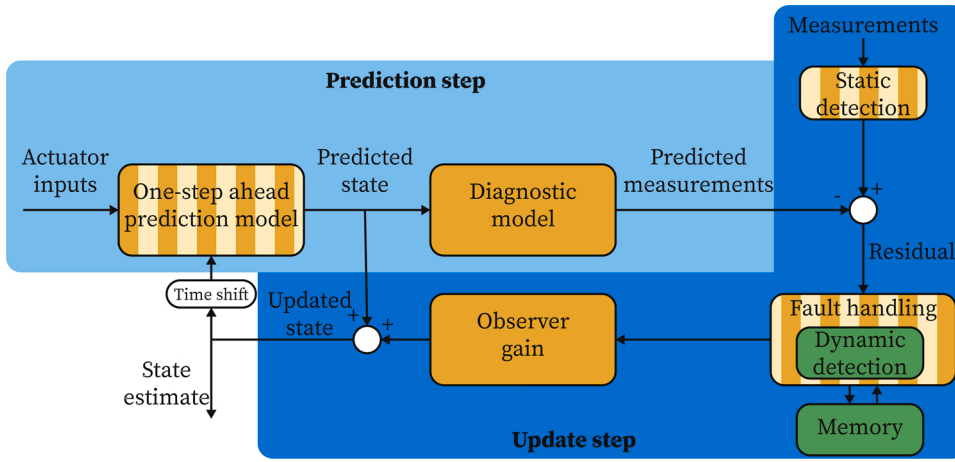 Measurements
Prediction step
Static
detection
Actuator
inputs
Predicted
state
Predicted
measurements
One-step ahead
prediction model
Diagnostic
model
-
+
Residual
Time shift
Updated
state
+
+
Observer
gain
Fault handling
Dynamic
detection
State
estimate
Memory
Update step